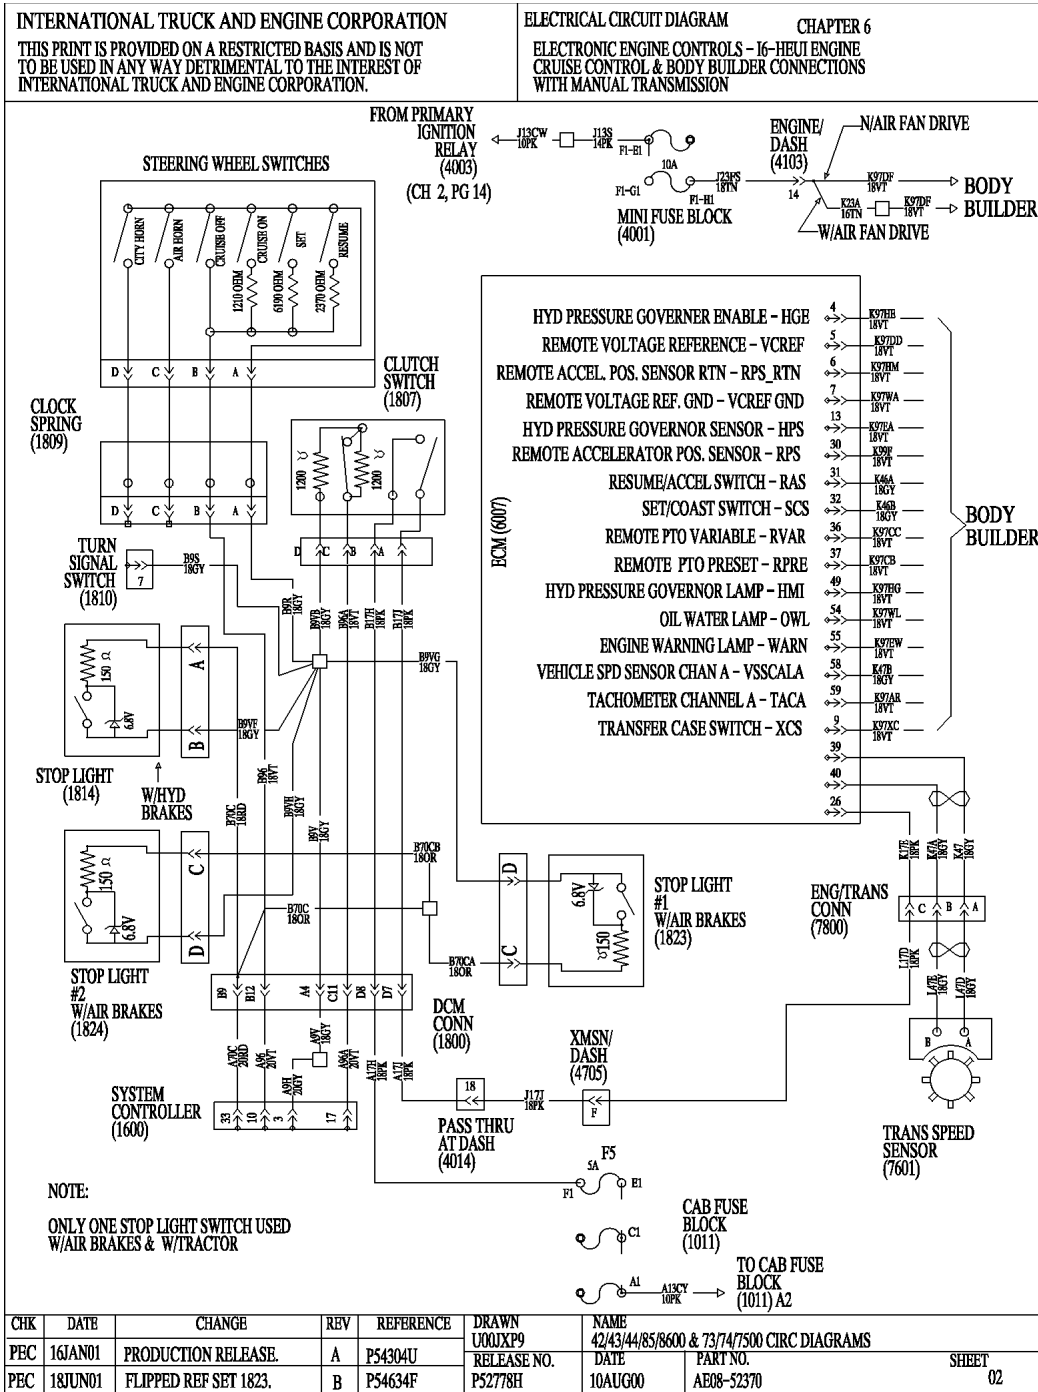 INTERNATIONAL TRUCK AND ENGINE CORPORATION
THIS PRINT IS PROVIDED ON A RESTRICTED BASIS AND IS NOT
TO BE USED IN ANY WAY DETRIMENTAL TO THE INTEREST OF
INTERNATIONAL TRUCK AND ENGINE CORPORATION.
ELECTRICAL CIRCUIT DIAGRAM
CHAPTER 6
ELECTRONIC ENGINE CONTROLS - I6-HEUI ENGINE
CRUISE CONTROL & BODY BUILDER CONNECTIONS
WITH MANUAL TRANSMISSION
FROM PRIMARY
IGNITION
RELAY
(4003)
(CH 2, PG 14)
J13CW
10PK
J13S
14PK
F1-E1
10A
F1-G1
F1-H1
MINI FUSE BLOCK
(4001)
J23FS
18TN
ENGINE/
DASH
(4103)
14
N/AIR FAN DRIVE
K97DF
18VT
K23A
16TN
K97DF
18VT
W/AIR FAN DRIVE
BODY
BUILDER
STEERING WHEEL SWITCHES
CITY HORN
AIR HORN
CRUISE OFF
CRUISE ON
SET
RESUME
1210 OHM
6190 OHM
2370 OHM
D C B A
CLOCK
SPRING
(1809)
D C B A
CLUTCH
SWITCH
(1807)
1200
1200
D C B A
TURN
SIGNAL
SWITCH
(1810)
7
B9S
18GY
B9R
18GY
B9VB
18GY
B96A
18VT
B17H
18PK
B17J
18PK
B9VG
18GY
ECM (6007)
HYD PRESSURE GOVERNER ENABLE - HGE 4 K97HE 18VT
REMOTE VOLTAGE REFERENCE - VCREF 5 K97DD 18VT
REMOTE ACCEL. POS. SENSOR RTN - RPS_RTN 6 K97HM 18VT
REMOTE VOLTAGE REF. GND - VCREF GND 7 K97WA 18VT
HYD PRESSURE GOVERNOR SENSOR - HPS 13 K97EA 18VT
REMOTE ACCELERATOR POS. SENSOR - RPS 30 K99F 18VT
RESUME/ACCEL SWITCH - RAS 31 K46A 18GY
SET/COAST SWITCH - SCS 32 K46B 18GY
REMOTE PTO VARIABLE - RVAR 36 K97CC 18VT
REMOTE PTO PRESET - RPRE 37 K97CB 18VT
HYD PRESSURE GOVERNOR LAMP - HMI 49 K97HG 18VT
OIL WATER LAMP - OWL 54 K97WL 18VT
ENGINE WARNING LAMP - WARN 55 K97EW 18VT
VEHICLE SPD SENSOR CHAN A - VSSCALA 58 K47B 18GY
TACHOMETER CHANNEL A - TACA 59 K97AR 18VT
TRANSFER CASE SWITCH - XCS 9 K97XC 18VT
39
40
26
BODY
BUILDER
150 Ω
6.8V
A
B
STOP LIGHT
(1814)
W/HYD
BRAKES
B9VF
18GY
B70C
18RD
B96
18VT
B9VH
18GY
B9V
18GY
150 Ω
6.8V
C
D
STOP LIGHT
#2
W/AIR BRAKES
(1824)
B70CB
18OR
B70C
18OR
B70CA
18OR
D
C
6.8V
Ω150
STOP LIGHT
#1
W/AIR BRAKES
(1823)
K17E
18PK
K47A
18GY
K47
18GY
ENG/TRANS
CONN
(7800)
C B A
L17D
18PK
L47E
18GY
L47D
18GY
B A
TRANS SPEED
SENSOR
(7601)
B9 B12 A4 C11 D8 D7
DCM
CONN
(1800)
A70C
20RD
A96
20VT
A9V
18GY
A9H
20GY
A96A
20VT
A17H
18PK
A17J
18PK
SYSTEM
CONTROLLER
(1600)
33 10 3 17
18
PASS THRU
AT DASH
(4014)
J17J
18PK
XMSN/
DASH
(4705)
F
F5
5A
F1
E1
C1
CAB FUSE
BLOCK
(1011)
A1
A13CY
10PK
TO CAB FUSE
BLOCK
(1011) A2
NOTE:
ONLY ONE STOP LIGHT SWITCH USED
W/AIR BRAKES & W/TRACTOR
CHK DATE CHANGE REV REFERENCE
PEC 16JAN01 PRODUCTION RELEASE. A P54304U
PEC 18JUN01 FLIPPED REF SET 1823. B P54634F
DRAWN
U00JXP9
NAME
42/43/44/85/8600 & 73/74/7500 CIRC DIAGRAMS
RELEASE NO.
P52778H
DATE
10AUG00
PART NO.
AE08-52370
SHEET
02